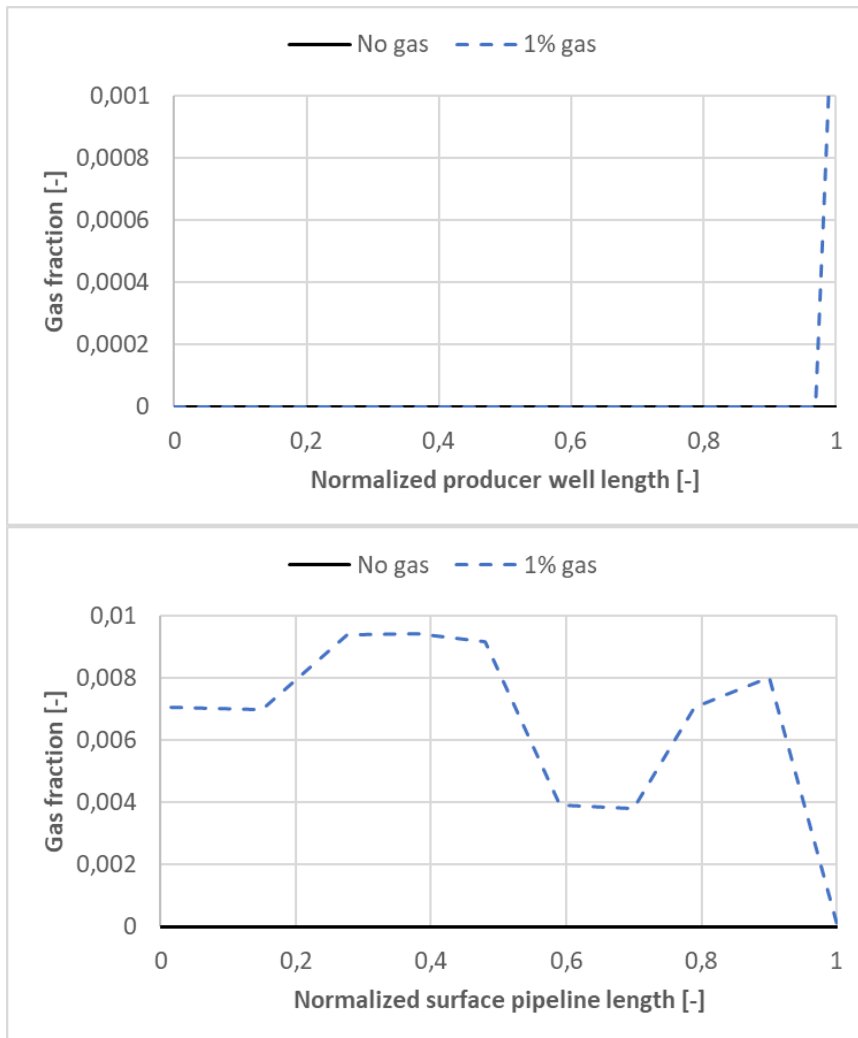 No gas 1% gas
0,001
0,0008
0,0006
0,0004
0,0002
0
Gas fraction [-]
0 0,2 0,4 0,6 0,8 1
Normalized producer well length [-]
No gas 1% gas
0,01
0,008
0,006
0,004
0,002
0
Gas fraction [-]
0 0,2 0,4 0,6 0,8 1
Normalized surface pipeline length [-]